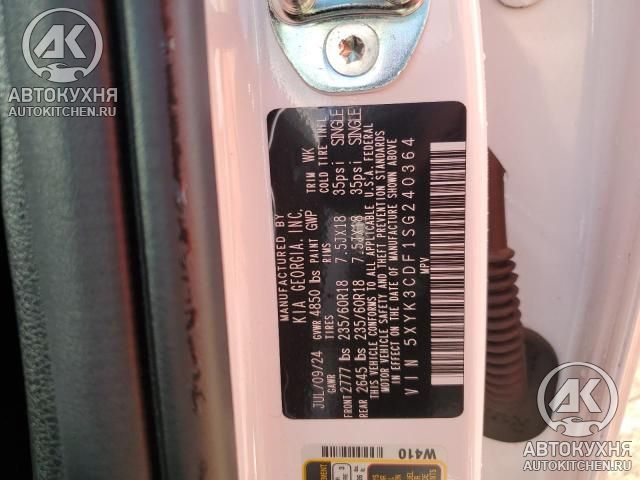 AK
АВТОКУХНЯ
AUTOKITCHEN.RU
MANUFACTURED BY
KIA GEORGIA, INC.
JUL/09/24 GVWR 4850 lbs PAINT GWP TRIM WK
GAWR TIRES RIMS COLD TIRE INFL.
FRONT 2777 lbs 235/60R18 7.5JX18 35psi SINGLE
REAR 2645 lbs 235/60R18 7.5JX18 35psi SINGLE
THIS VEHICLE CONFORMS TO ALL APPLICABLE U.S.A. FEDERAL
MOTOR VEHICLE SAFETY AND THEFT PREVENTION STANDARDS
IN EFFECT ON THE DATE OF MANUFACTURE SHOWN ABOVE.
VIN 5XYK3CDF1SG240364
MPV
W410
AK
АВТОКУХНЯ
AUTOKITCHEN.RU